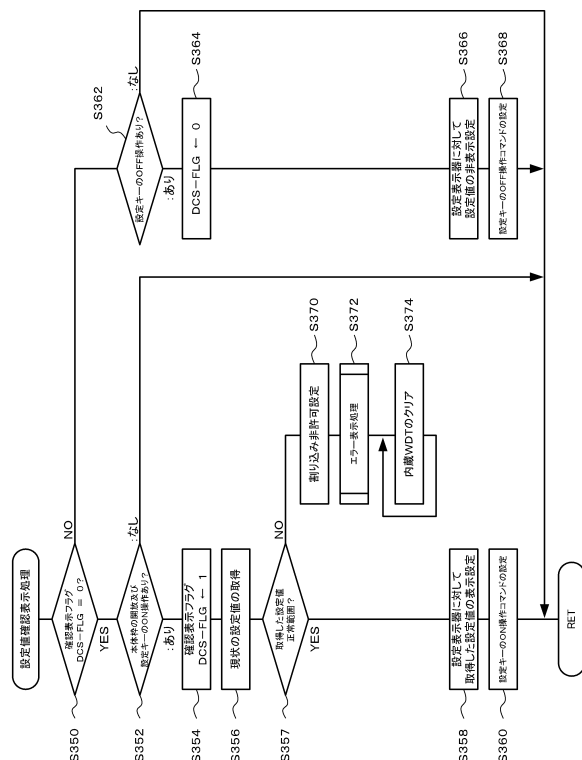 設定値確認表示処理
S350
確認表示フラグ
DCS-FLG = 0?
YES
NO
S352
本体枠の開放及び
設定キーのON操作あり?
:あり
:なし
S354
確認表示フラグ
DCS-FLG ← 1
S356
現状の設定値の取得
S357
取得した設定値
正常範囲?
YES
NO
S358
設定表示器に対して
取得した設定値の表示設定
S360
設定キーのON操作コマンドの設定
RET
S370
割り込み非許可設定
S372
エラー表示処理
S374
内蔵WDTのクリア
S362
設定キーのOFF操作あり?
:あり
:なし
S364
DCS-FLG ← 0
S366
設定表示器に対して
設定値の非表示設定
S368
設定キーのOFF操作コマンドの設定